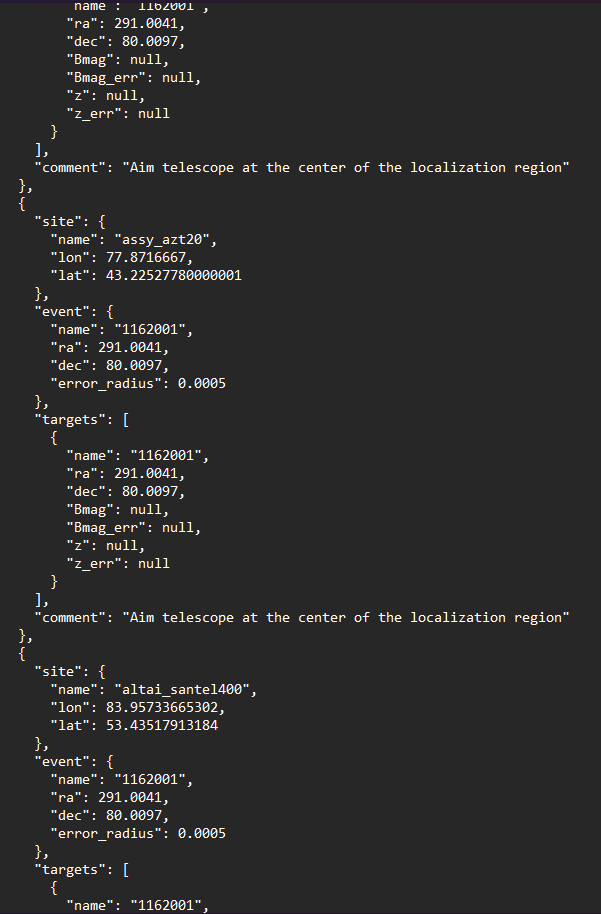 "name": "1162001",
        "ra": 291.0041,
        "dec": 80.0097,
        "Bmag": null,
        "Bmag_err": null,
        "z": null,
        "z_err": null
      }
    ],
    "comment": "Aim telescope at the center of the localization region"
  },
  {
    "site": {
      "name": "assy_azt20",
      "lon": 77.8716667,
      "lat": 43.22527780000001
    },
    "event": {
      "name": "1162001",
      "ra": 291.0041,
      "dec": 80.0097,
      "error_radius": 0.0005
    },
    "targets": [
      {
        "name": "1162001",
        "ra": 291.0041,
        "dec": 80.0097,
        "Bmag": null,
        "Bmag_err": null,
        "z": null,
        "z_err": null
      }
    ],
    "comment": "Aim telescope at the center of the localization region"
  },
  {
    "site": {
      "name": "altai_santel400",
      "lon": 83.95733665302,
      "lat": 53.43517913184
    },
    "event": {
      "name": "1162001",
      "ra": 291.0041,
      "dec": 80.0097,
      "error_radius": 0.0005
    },
    "targets": [
      {
        "name": "1162001",